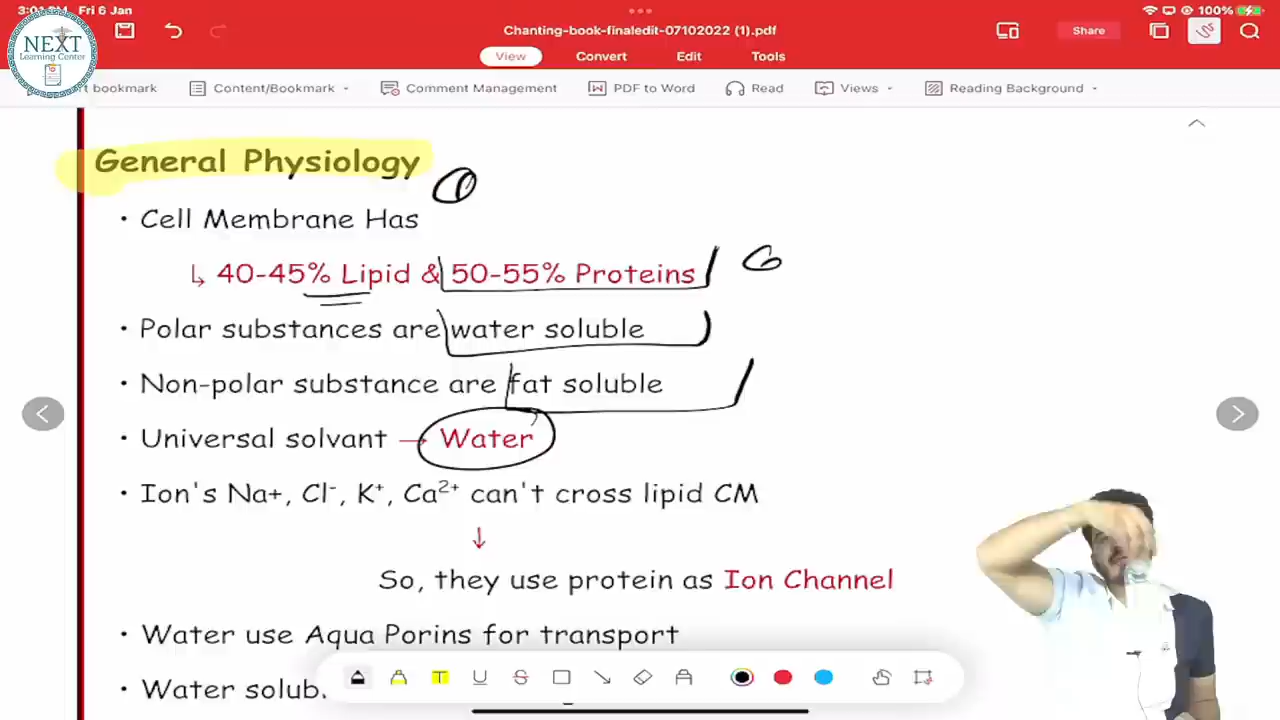 3:01 PM Fri 6 Jan
100%
NEXT
Learning Center
Chanting-book-finaledit-07102022 (1).pdf
Share
View Convert Edit Tools
bookmark Content/Bookmark Comment Management PDF to Word Read Views Reading Background
General Physiology
①
• Cell Membrane Has
↳ 40-45% Lipid & 50-55% Proteins
• Polar substances are water soluble
• Non-polar substance are fat soluble
• Universal solvant → Water
• Ion's Na+, Cl⁻, K⁺, Ca²⁺ can't cross lipid CM
↓
So, they use protein as Ion Channel
• Water use Aqua Porins for transport
• Water